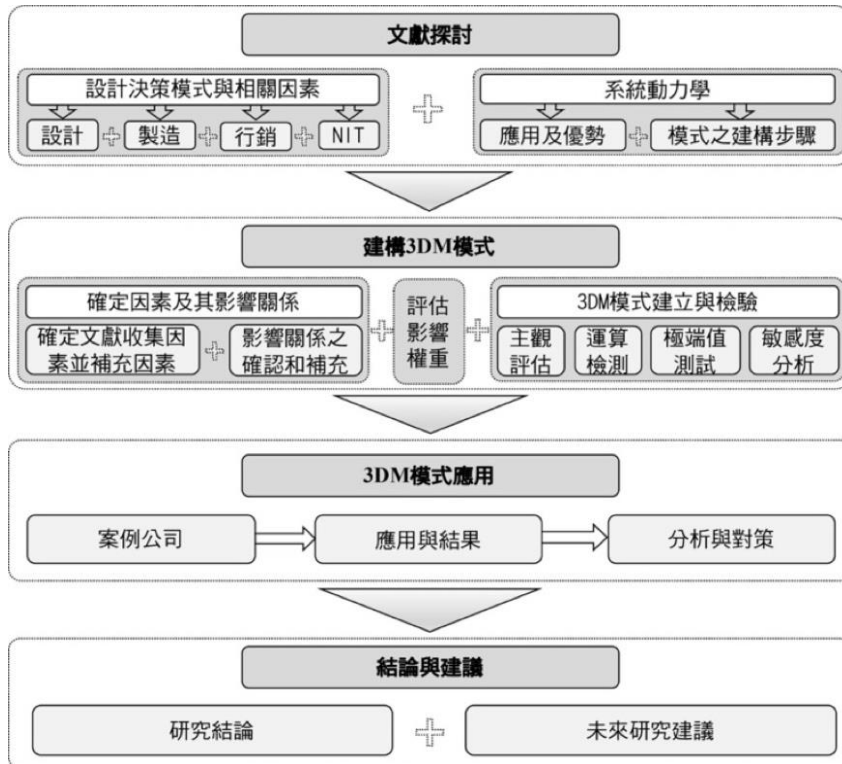 文獻探討
設計決策模式與相關因素
設計
製造
行銷
NIT
系統動力學
應用及優勢
模式之建構步驟
建構3DM模式
確定因素及其影響關係
確定文獻收集因
素並補充因素
影響關係之
確認和補充
評估
影響
權重
3DM模式建立與檢驗
主觀
評估
運算
檢測
極端值
測試
敏感度
分析
3DM模式應用
案例公司
應用與結果
分析與對策
結論與建議
研究結論
未來研究建議